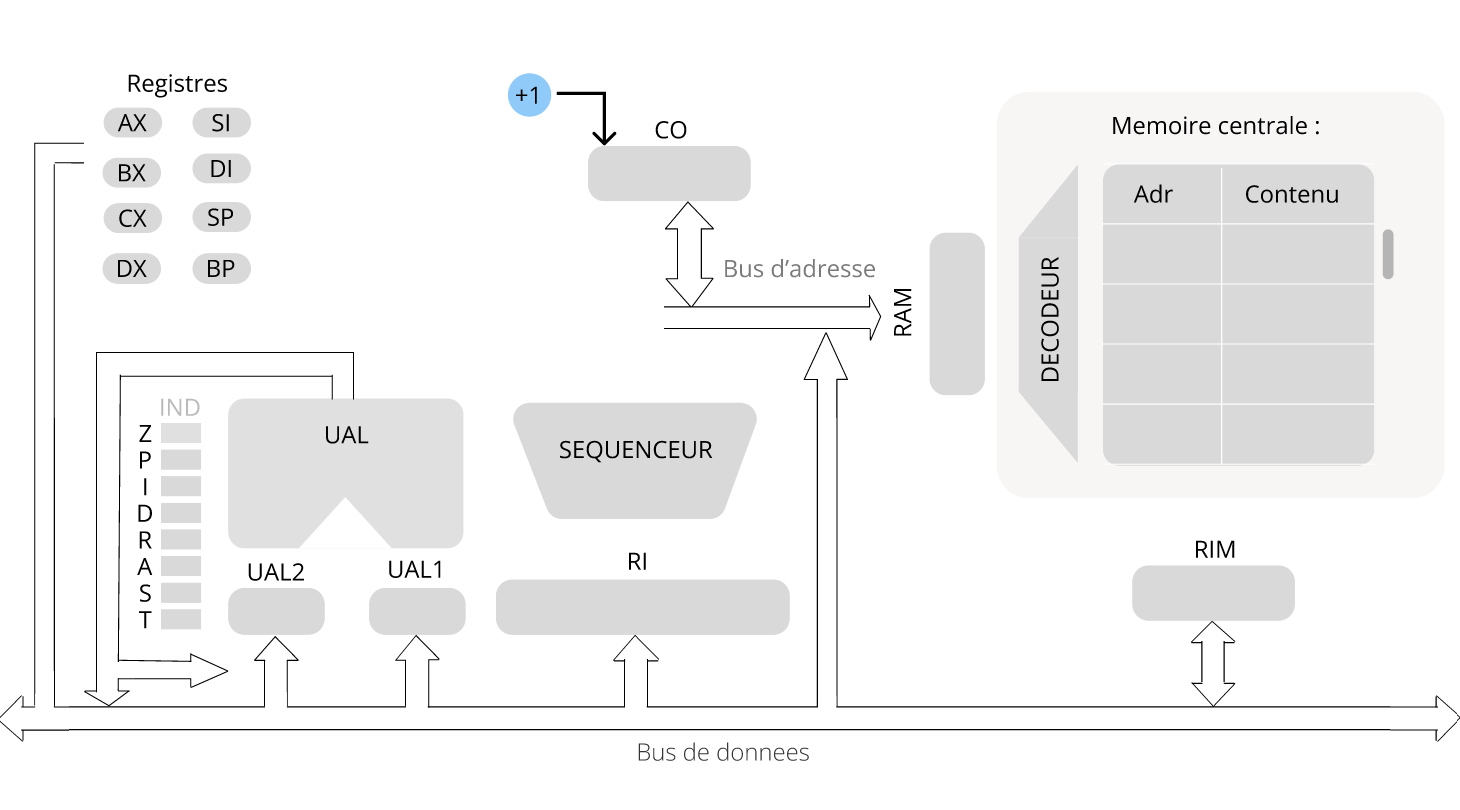 Registres
AX SI
BX DI
CX SP
DX BP
+1
CO
Bus d’adresse
RAM
Memoire centrale :
DECODEUR
Adr Contenu
IND
Z
P
I
D
R
A
S
T
UAL
UAL2
UAL1
SEQUENCEUR
RI
RIM
Bus de donnees